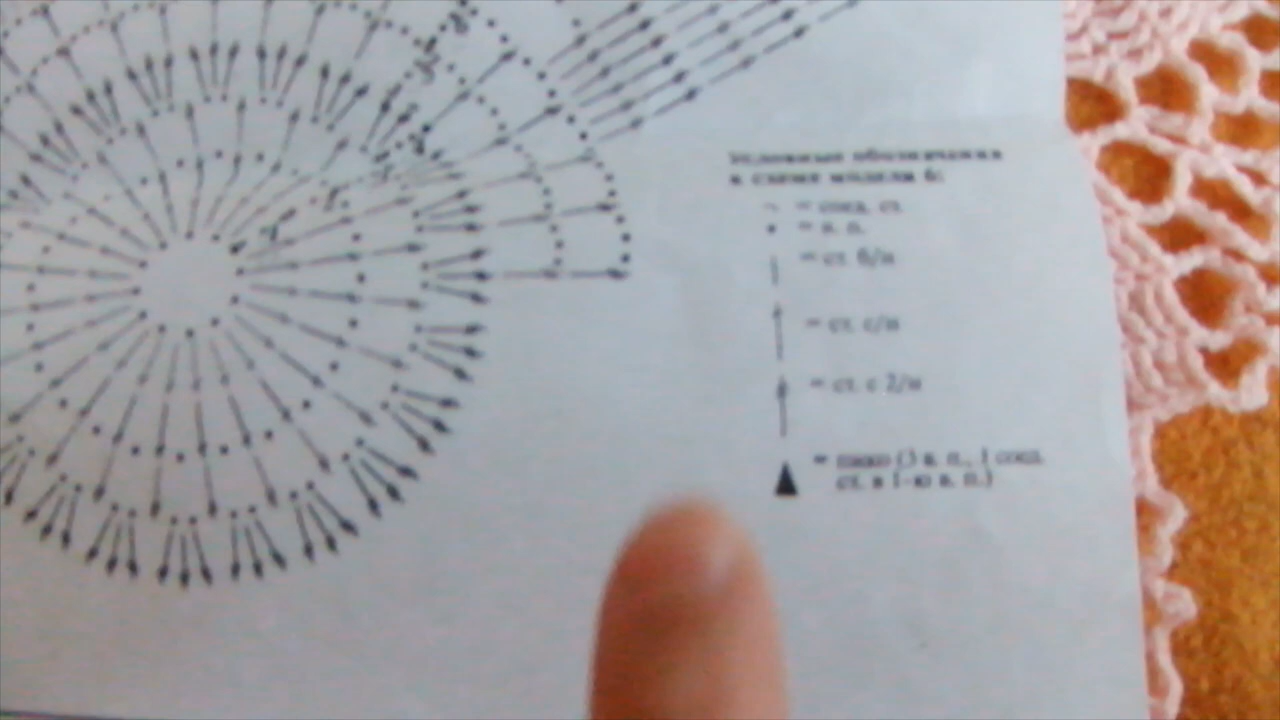 Условные обозначения
к схеме модели 6:
= соед. ст.
= в. п.
= ст. б/н
= ст. с/н
= ст. с 2/н
= пико (3 в. п., 1 соед.
ст. в 1-ю в. п.)